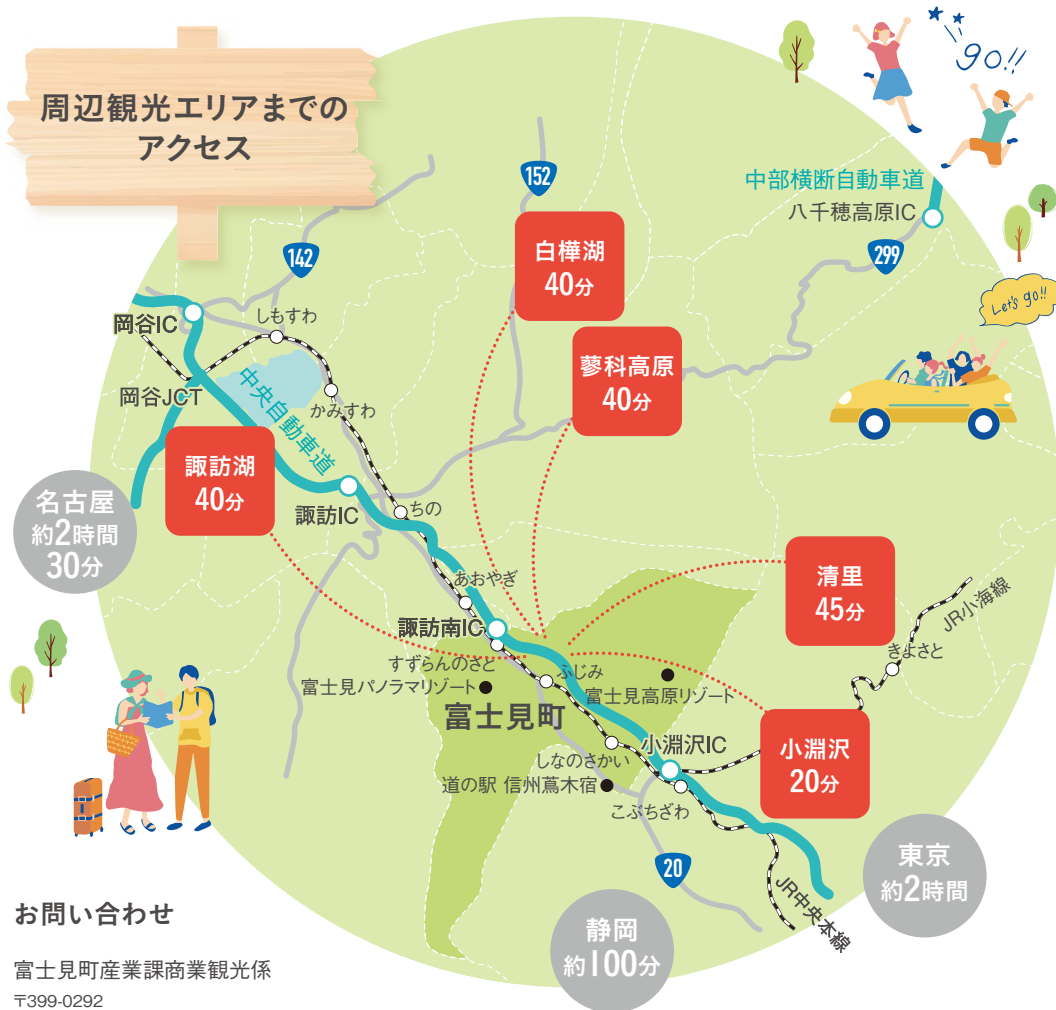 周辺観光エリアまでの
アクセス
go!!
152
中部横断自動車道
八千穂高原IC
142
299
白樺湖
40分
Let's go!!
岡谷IC
しもすわ
蓼科高原
40分
岡谷JCT
中央自動車道
かみすわ
諏訪湖
40分
名古屋
約2時間
30分
諏訪IC
ちの
あおやぎ
清里
45分
JR小海線
諏訪南IC
きよさと
すずらんのさと
ふじみ
富士見パノラマリゾート
富士見高原リゾート
富士見町
小淵沢IC
小淵沢
20分
しなのさかい
道の駅 信州蔦木宿
こぶちざわ
20
東京
約2時間
JR中央本線
静岡
約100分
お問い合わせ
富士見町産業課商業観光係
〒399-0292